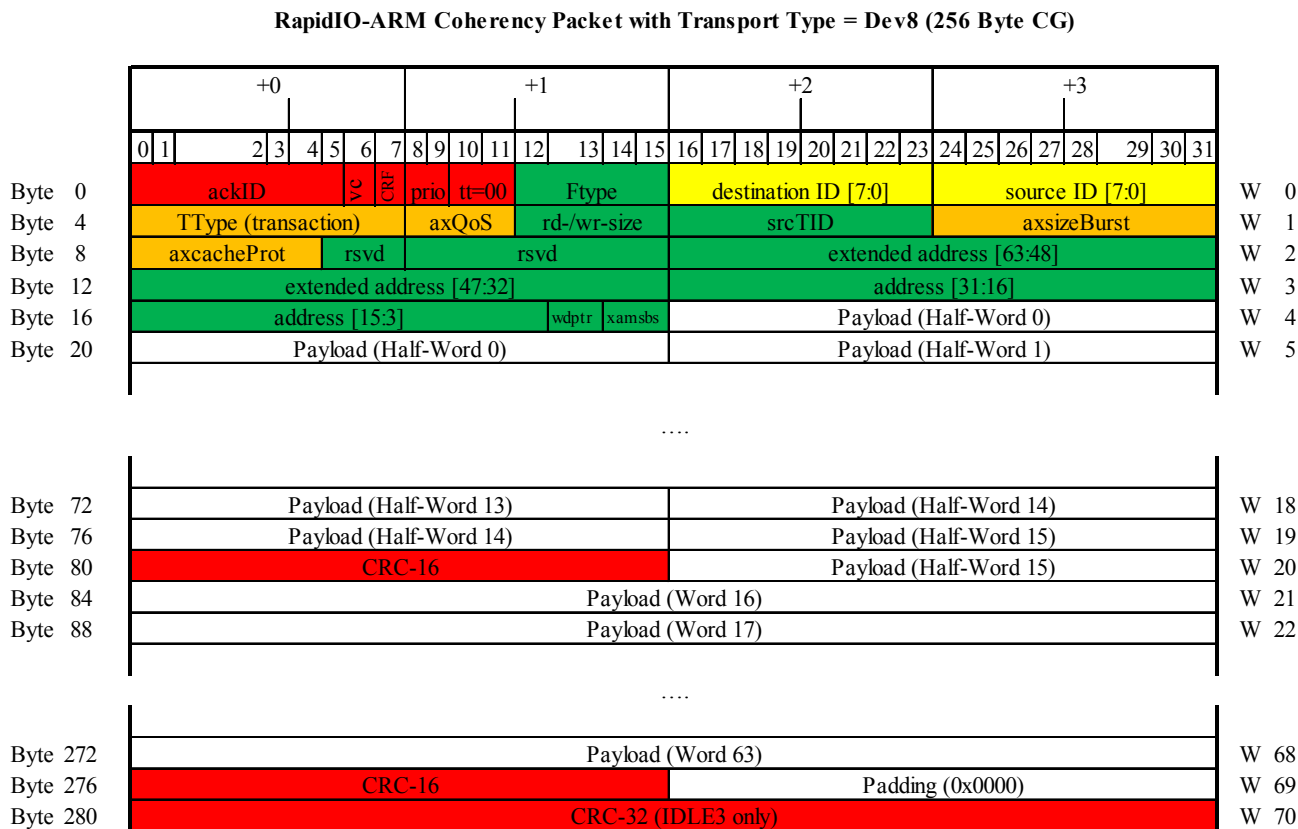 RapidIO-ARM Coherency Packet with Transport Type = Dev8 (256 Byte CG)
+0 +1 +2 +3
0 1 2 3 4 5 6 7 8 9 10 11 12 13 14 15 16 17 18 19 20 21 22 23 24 25 26 27 28 29 30 31
Byte 0 ackID vc CRF prio tt=00 Ftype destination ID [7:0] source ID [7:0] W 0
Byte 4 TType (transaction) axQoS rd-/wr-size srcTID axsizeBurst W 1
Byte 8 axcacheProt rsvd rsvd extended address [63:48] W 2
Byte 12 extended address [47:32] address [31:16] W 3
Byte 16 address [15:3] wdptr xamsbs Payload (Half-Word 0) W 4
Byte 20 Payload (Half-Word 0) Payload (Half-Word 1) W 5
....
Byte 72 Payload (Half-Word 13) Payload (Half-Word 14) W 18
Byte 76 Payload (Half-Word 14) Payload (Half-Word 15) W 19
Byte 80 CRC-16 Payload (Half-Word 15) W 20
Byte 84 Payload (Word 16) W 21
Byte 88 Payload (Word 17) W 22
....
Byte 272 Payload (Word 63) W 68
Byte 276 CRC-16 Padding (0x0000) W 69
Byte 280 CRC-32 (IDLE3 only) W 70